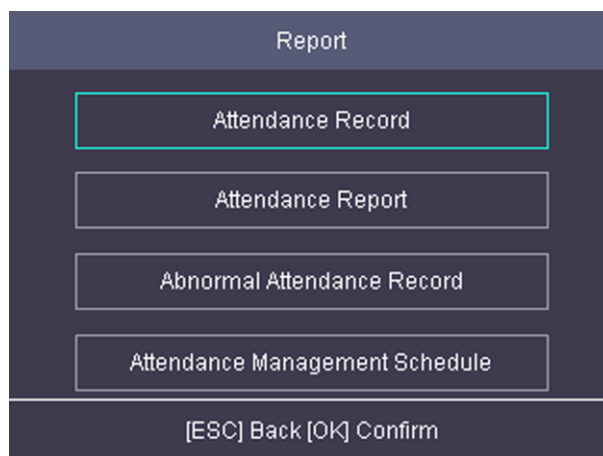 Report
Attendance Record
Attendance Report
Abnormal Attendance Record
Attendance Management Schedule
[ESC] Back [OK] Confirm